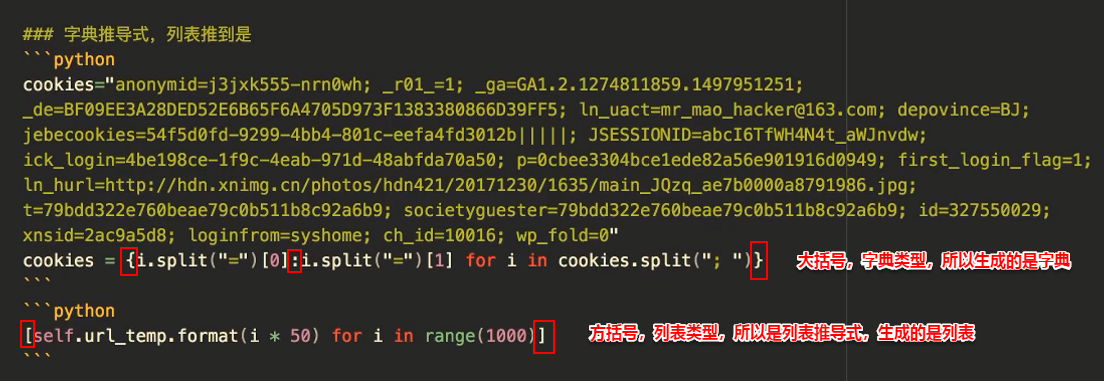 ### 字典推导式，列表推到是
```python
cookies="anonymid=j3jxk555-nrn0wh; _r01_=1; _ga=GA1.2.1274811859.1497951251;
_de=BF09EE3A28DED52E6B65F6A4705D973F1383380866D39FF5; ln_uact=mr_mao_hacker@163.com; depovince=BJ;
jebecookies=54f5d0fd-9299-4bb4-801c-eefa4fd3012b|||||; JSESSIONID=abcI6TfWH4N4t_aWJnvdw;
ick_login=4be198ce-1f9c-4eab-971d-48abfda70a50; p=0cbee3304bce1ede82a56e901916d0949; first_login_flag=1;
ln_hurl=http://hdn.xnimg.cn/photos/hdn421/20171230/1635/main_JQzq_ae7b0000a8791986.jpg;
t=79bdd322e760beae79c0b511b8c92a6b9; societyguester=79bdd322e760beae79c0b511b8c92a6b9; id=327550029;
xnsid=2ac9a5d8; loginfrom=syshome; ch_id=10016; wp_fold=0"
cookies = {i.split("=")[0]:i.split("=")[1] for i in cookies.split("; ")} 大括号，字典类型，所以生成的是字典
```
```python
[self.url_temp.format(i * 50) for i in range(1000)] 方括号，列表类型，所以是列表推导式，生成的是列表
```